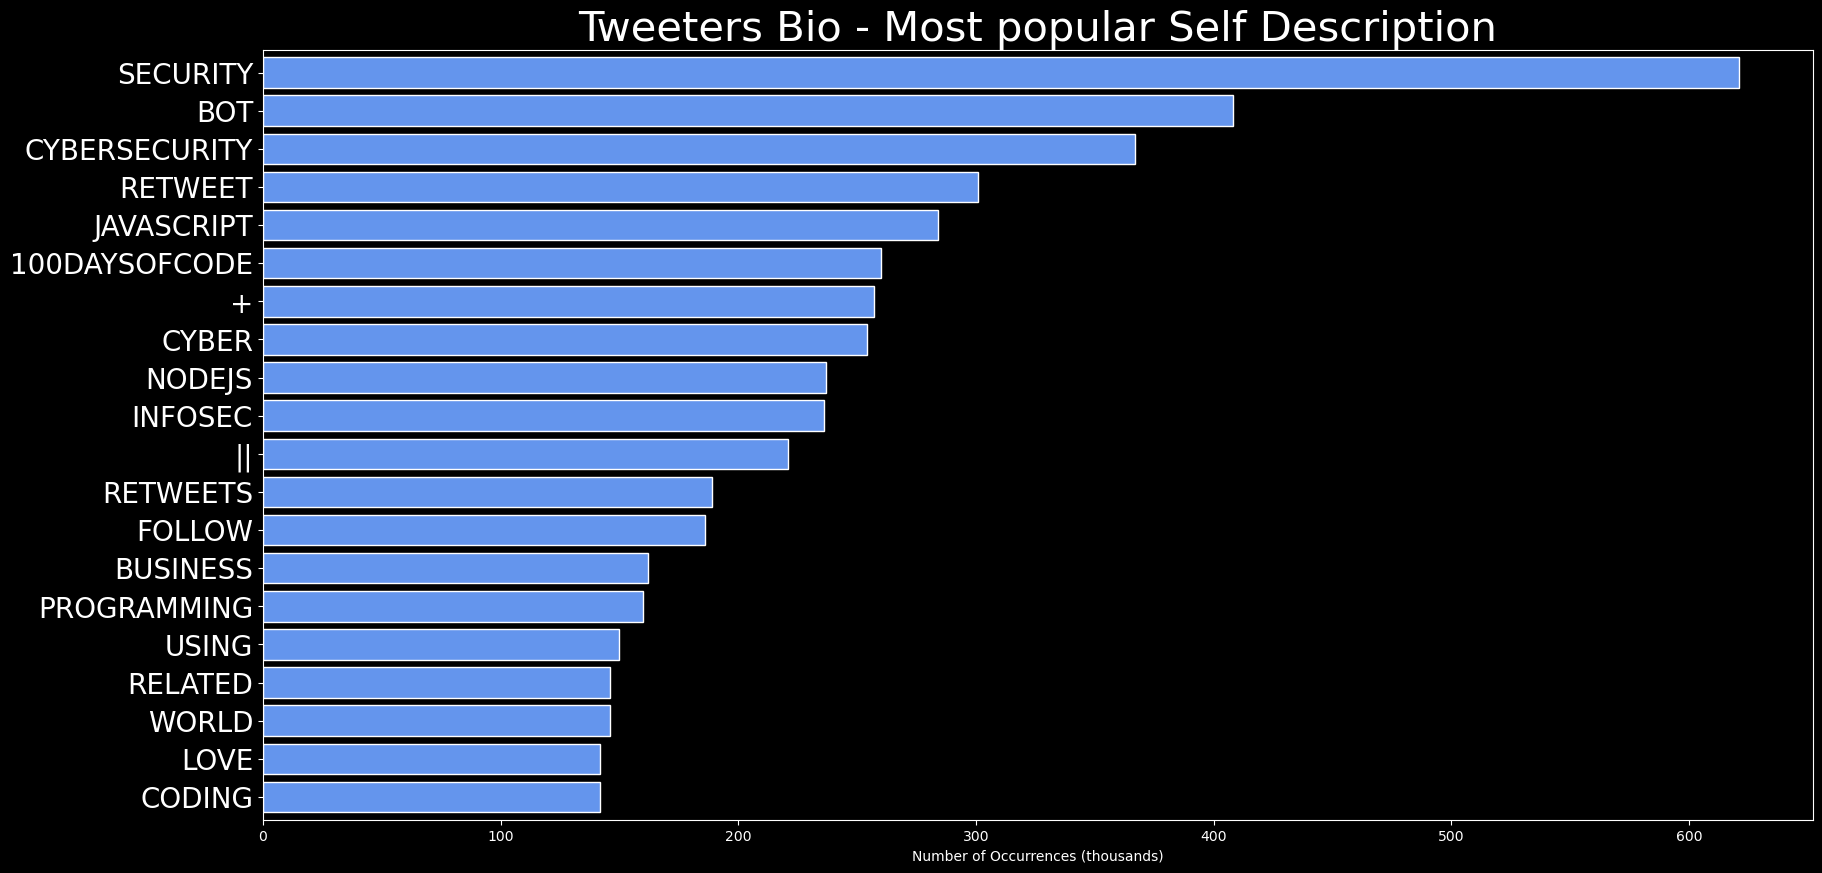 Tweeters Bio - Most popular Self Description
SECURITY
BOT
CYBERSECURITY
RETWEET
JAVASCRIPT
100DAYSOFCODE
+
CYBER
NODEJS
INFOSEC
||
RETWEETS
FOLLOW
BUSINESS
PROGRAMMING
USING
RELATED
WORLD
LOVE
CODING
0 100 200 300 400 500 600
Number of Occurrences (thousands)